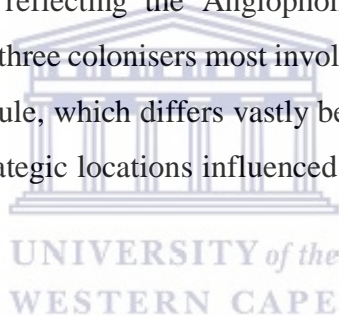 reflecting the Anglophon
three colonisers most invol
ule, which differs vastly be
ategic locations influenced
UNIVERSITY of the
WESTERN CAPE